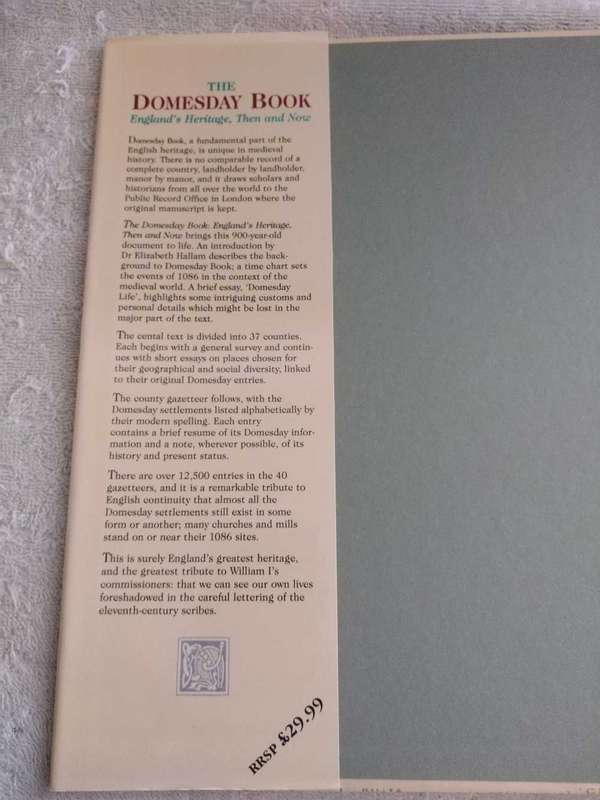 THE
DOMESDAY BOOK
England's Heritage, Then and Now
Domesday Book, a fundamental part of the
English heritage, is unique in medieval
history. There is no comparable record of a
complete country, landholder by landholder,
manor by manor, and it draws scholars and
historians from all over the world to the
Public Record Office in London where the
original manuscript is kept.
The Domesday Book: England's Heritage,
Then and Now brings this 900-year-old
document to life. An introduction by
Dr Elizabeth Hallam describes the back-
ground to Domesday Book; a time chart sets
the events of 1086 in the context of the
medieval world. A brief essay, 'Domesday
Life', highlights some intriguing customs and
personal details which might be lost in the
major part of the text.
The cental text is divided into 37 counties.
Each begins with a general survey and contin-
ues with short essays on places chosen for
their geographical and social diversity, linked
to their original Domesday entries.
The county gazetteer follows, with the
Domesday settlements listed alphabetically by
their modern spelling. Each entry
contains a brief resume of its Domesday infor-
mation and a note, wherever possible, of its
history and present status.
There are over 12,500 entries in the 40
gazetteers, and it is a remarkable tribute to
English continuity that almost all the
Domesday settlements still exist in some
form or another; many churches and mills
stand on or near their 1086 sites.
This is surely England's greatest heritage,
and the greatest tribute to William I's
commissioners: that we can see our own lives
foreshadowed in the careful lettering of the
eleventh-century scribes.
RRSP £29.99